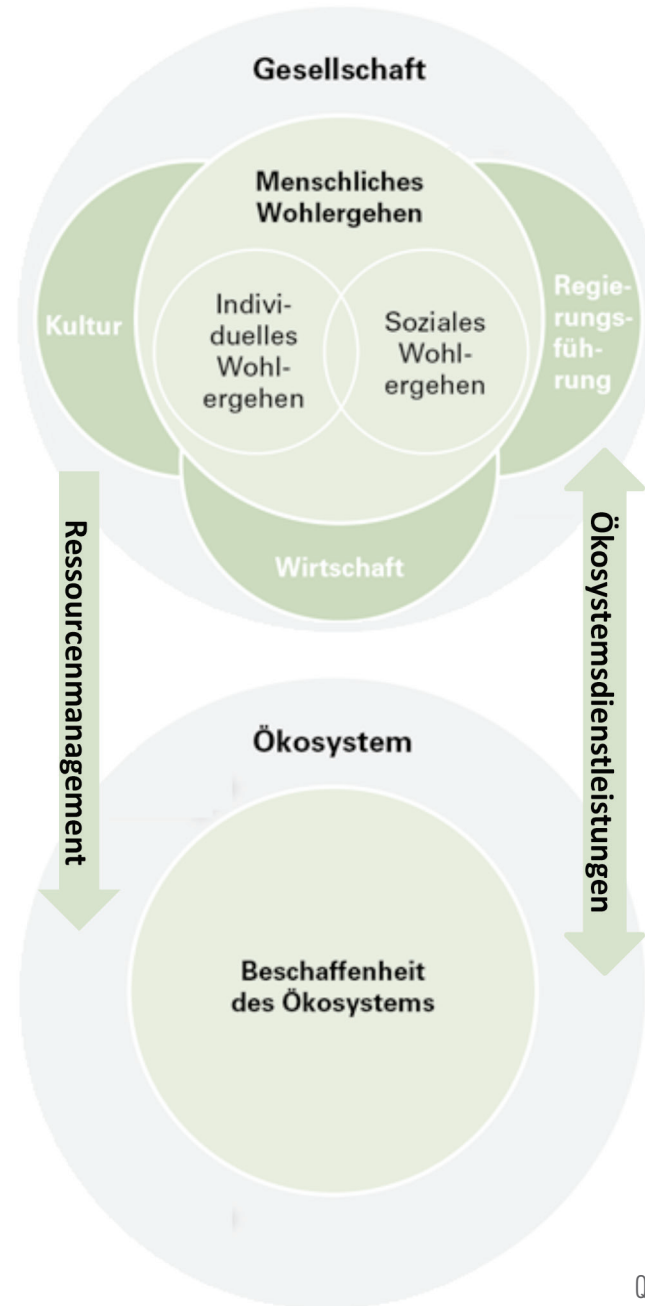 Gesellschaft
Menschliches
Wohlergehen
Kultur
Indivi-
duelles
Wohl-
ergehen
Soziales
Wohl-
ergehen
Regie-
rungs-
füh-
rung
Wirtschaft
Ressourcenmanagement
Ökosystemsdienstleistungen
Ökosystem
Beschaffenheit
des Ökosystems
Q